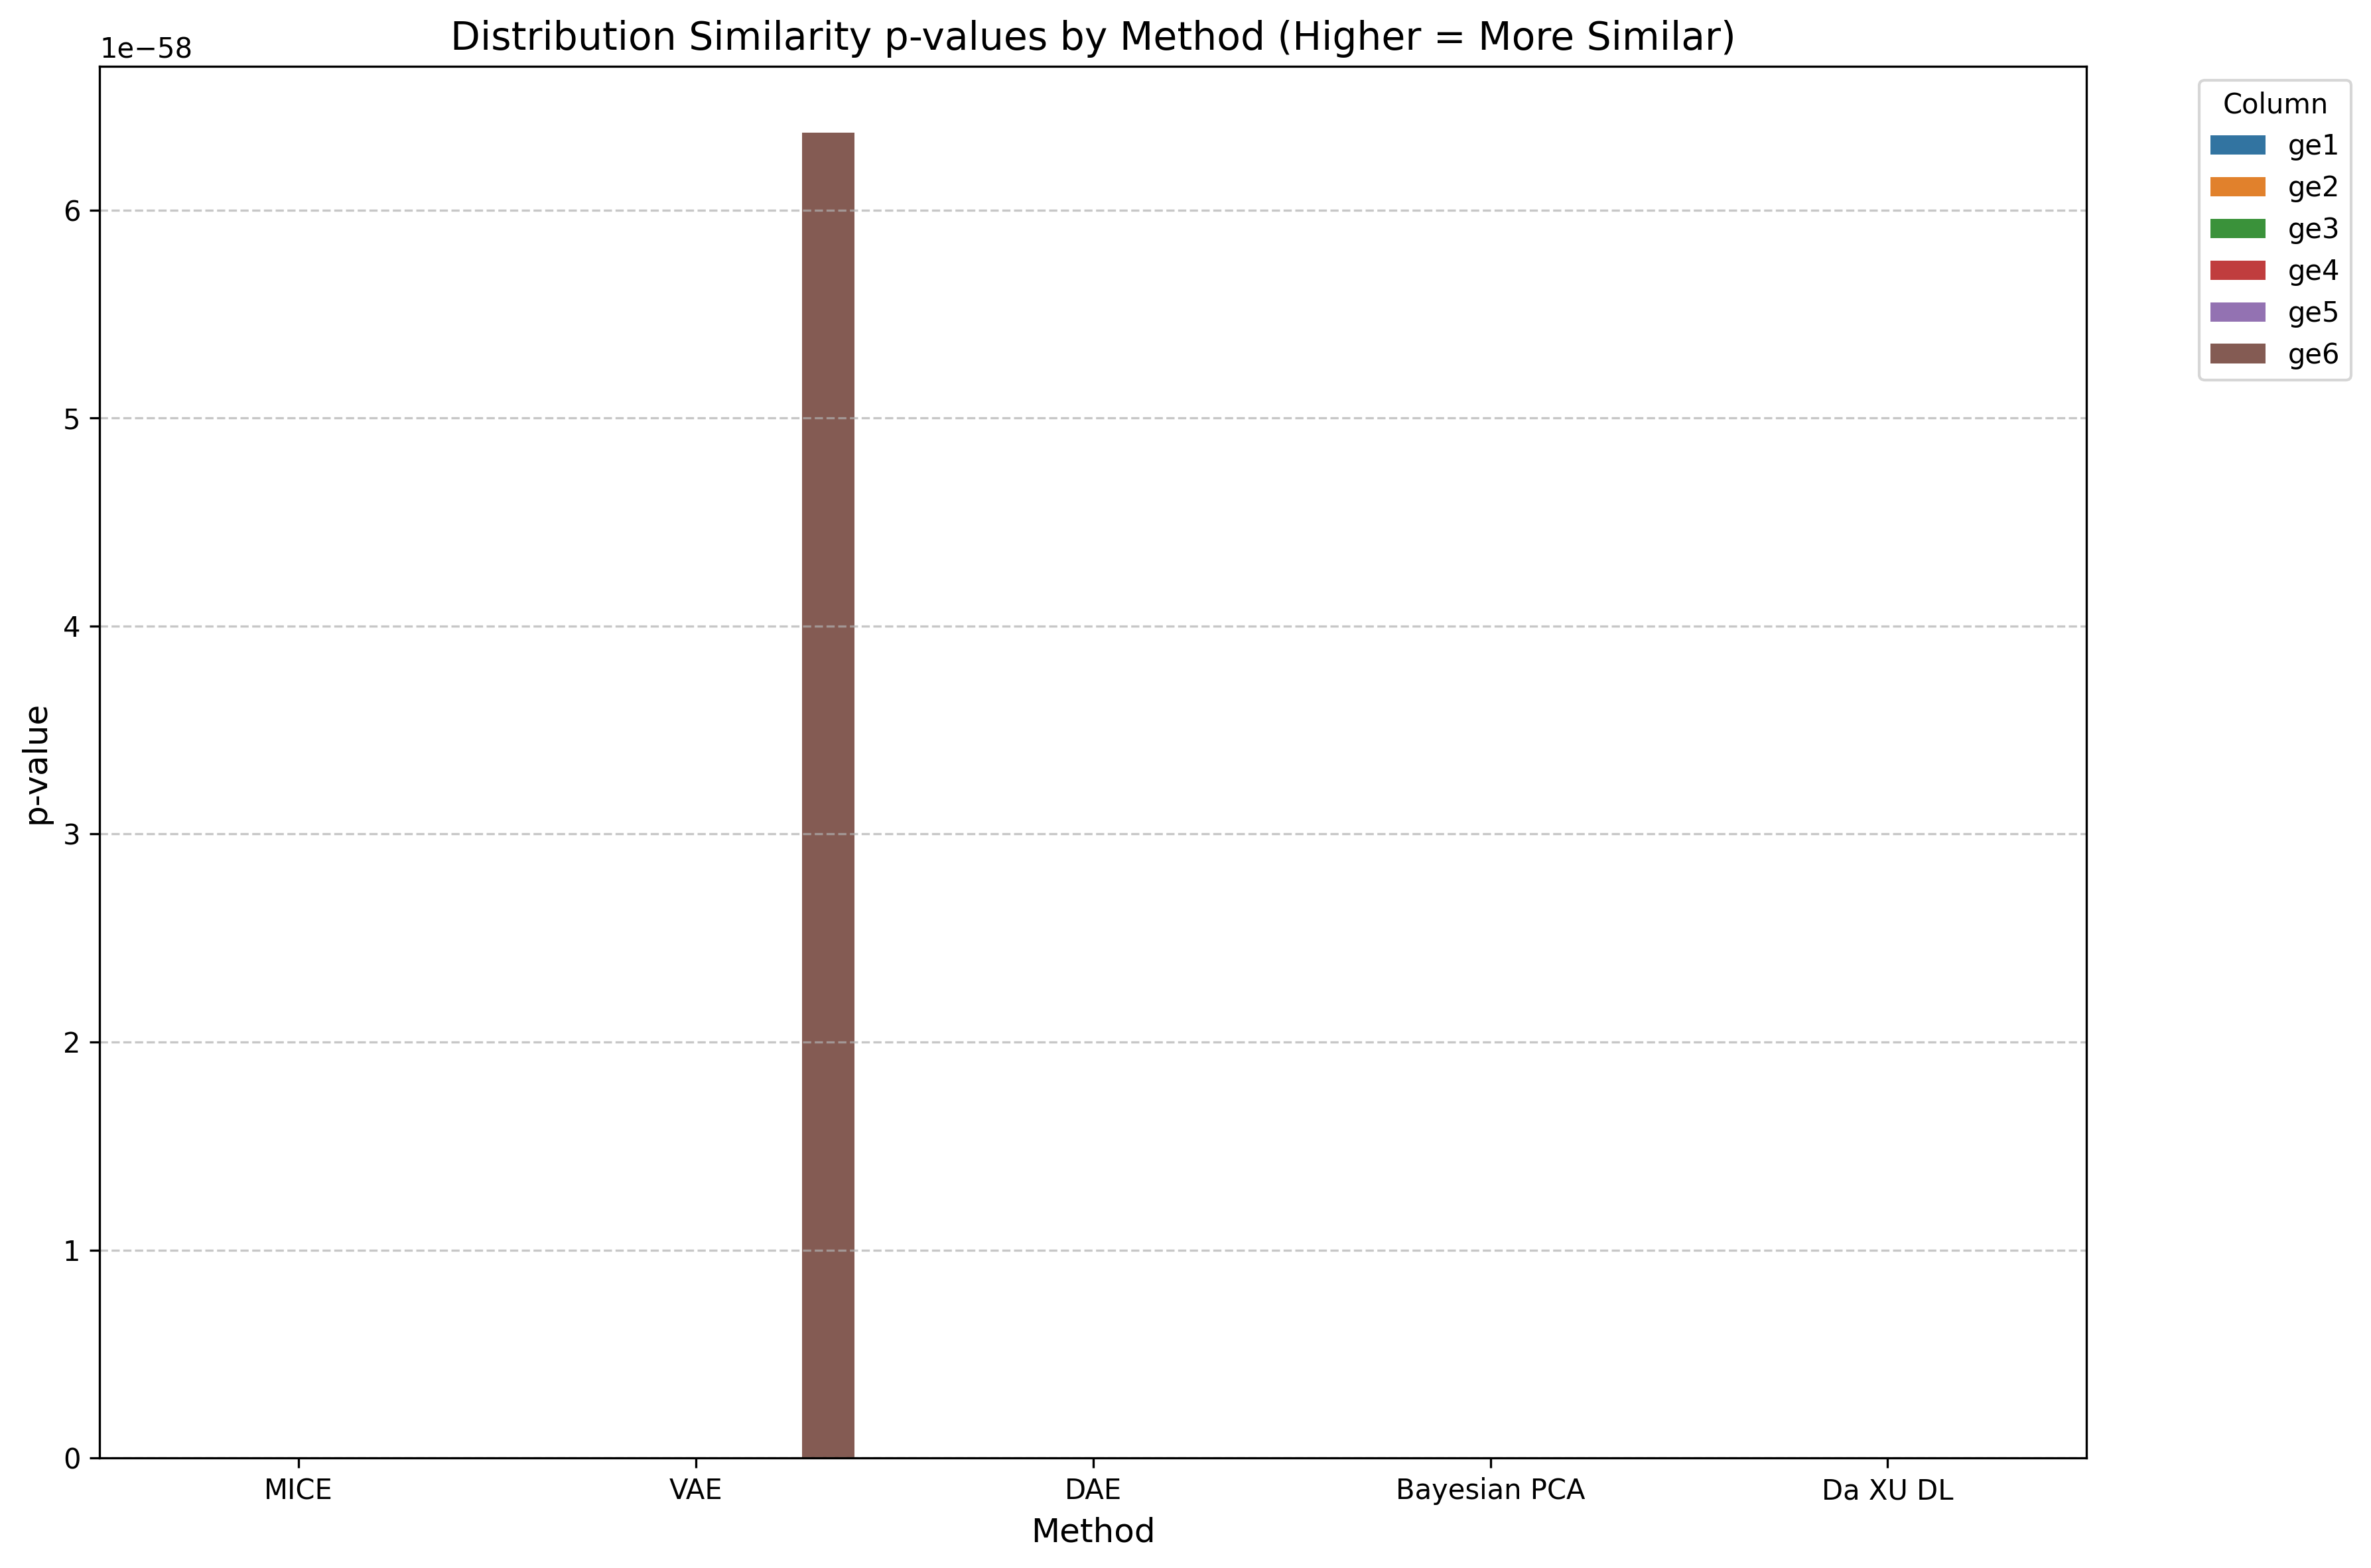 Distribution Similarity p-values by Method (Higher = More Similar)
1e−58
6
5
4
3
2
1
0
p-value
MICE
VAE
DAE
Bayesian PCA
Da XU DL
Method
Column
ge1
ge2
ge3
ge4
ge5
ge6